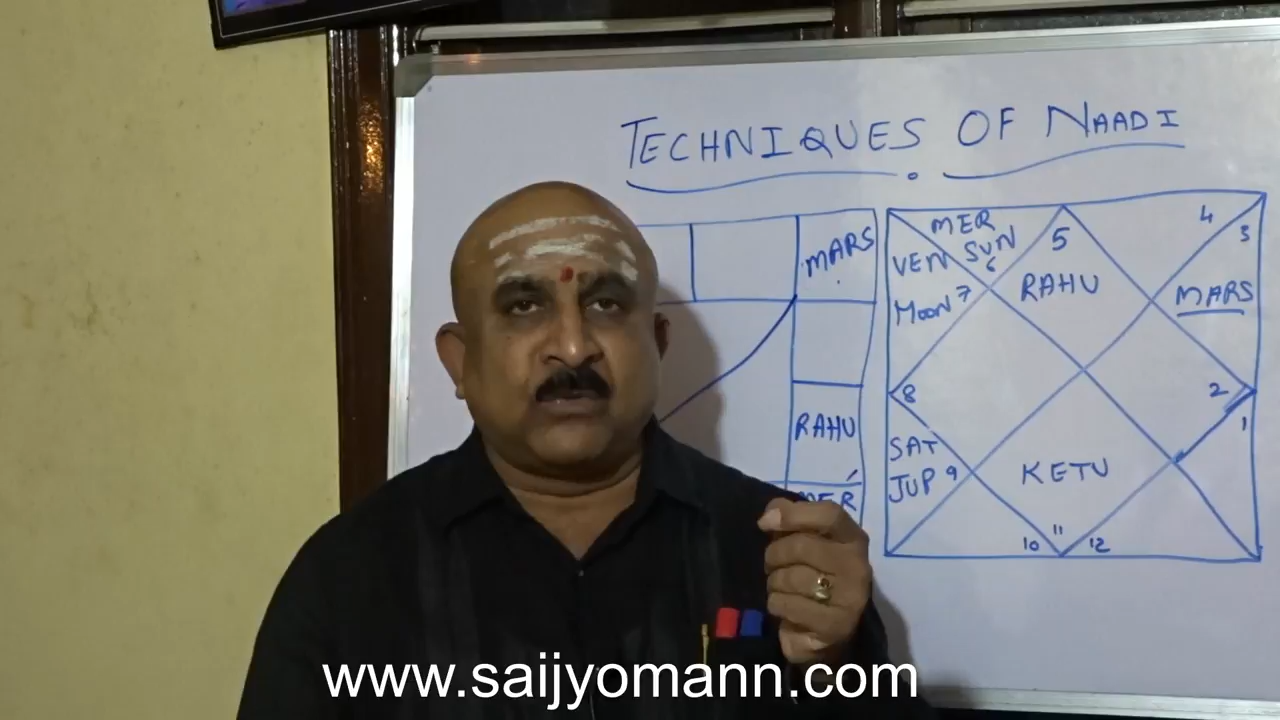 TECHNIQUES OF NAADI
MARS
RAHU
MER
MER
VEN SUN
6
MOON 7
5
RAHU
4
3
MARS
8
2
1
SAT
JUP 9
KETU
10 11 12
www.saijyomann.com